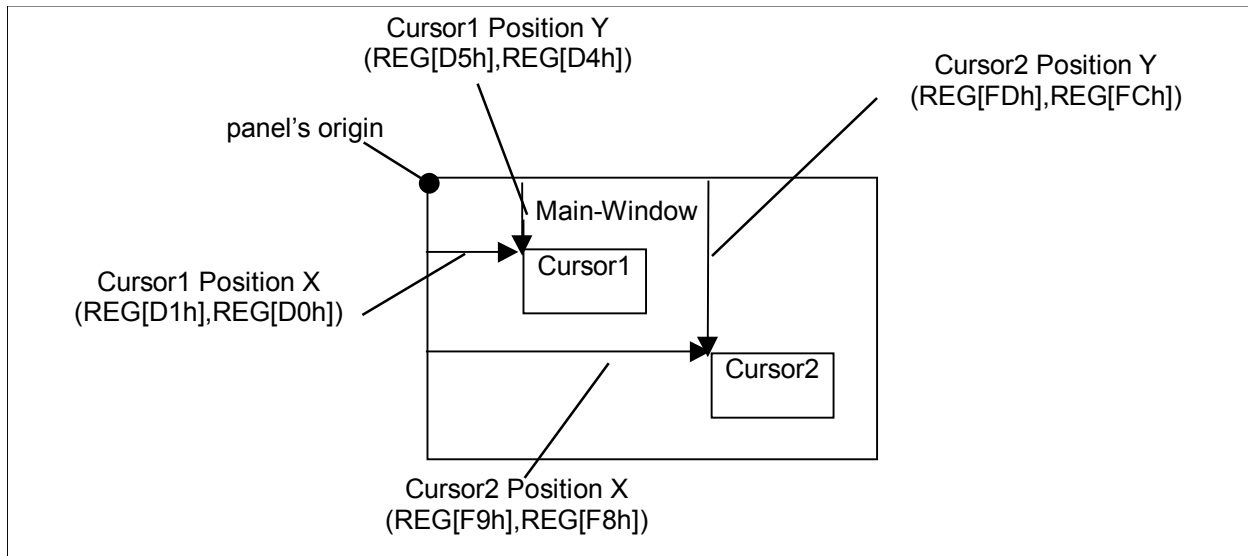 Cursor1 Position Y
(REG[D5h],REG[D4h])
Cursor2 Position Y
(REG[FDh],REG[FCh])
panel's origin
Main-Window
Cursor1
Cursor1 Position X
(REG[D1h],REG[D0h])
Cursor2
Cursor2 Position X
(REG[F9h],REG[F8h])